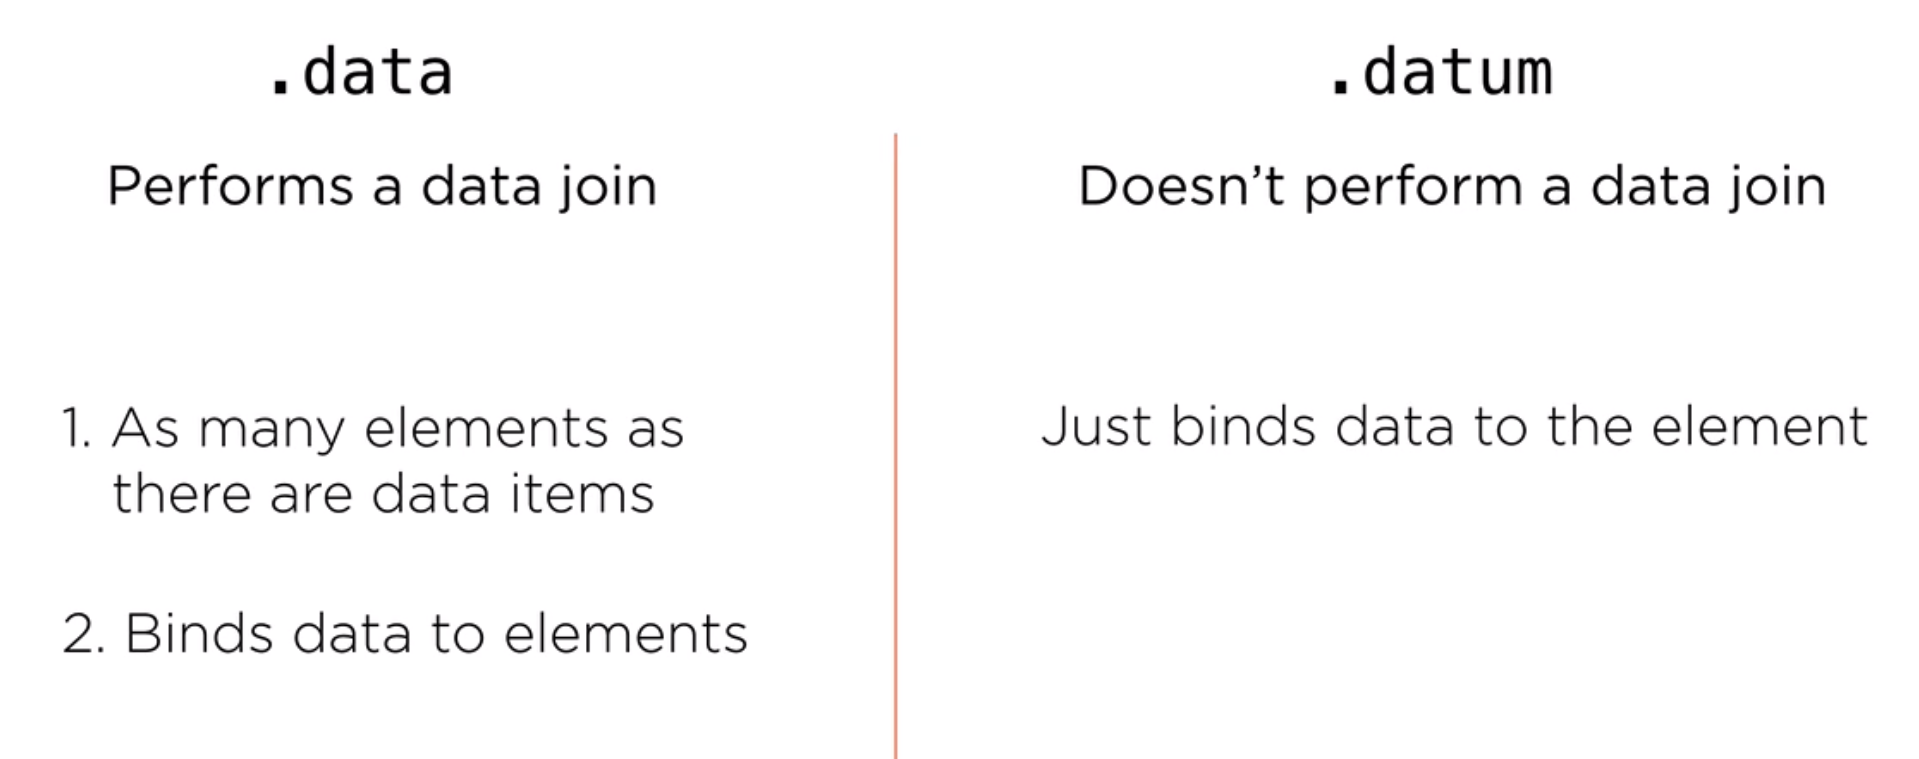 .data
Performs a data join
1. As many elements as
there are data items
2. Binds data to elements
.datum
Doesn’t perform a data join
Just binds data to the element